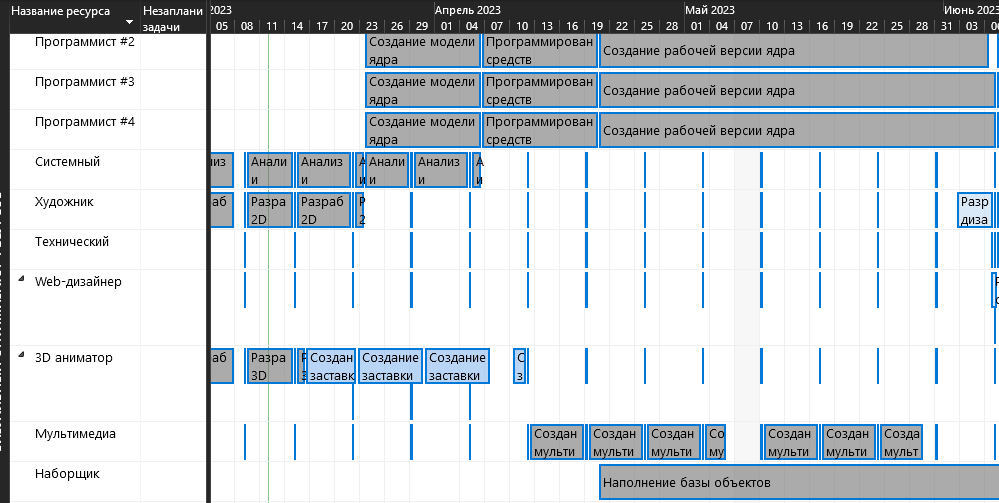 Название ресурса
Незаплани
задачи
2023
Апрель 2023
Май 2023
Июнь 2023
05 08 11 14 17 20 23 26 29 01 04 07 10 13 16 19 22 25 28 01 04 07 10 13 16 19 22 25 28 31 03
Программист #2
Создание модели
ядра
Программирован
средств
Создание рабочей версии ядра
Программист #3
Создание модели
ядра
Программирован
средств
Создание рабочей версии ядра
Программист #4
Создание модели
ядра
Программирован
средств
Создание рабочей версии ядра
Системный
из
Анали
и
Анализ
и
А
и
Анали
и
Анализ
и
А
и
Художник
аб
Разра
2D
Разраб
2D
Р
2
Разр
диза
Технический
Web-дизайнер
3D аниматор
аб
Разра
3D
Создан
заставк
Создание
заставки
Создание
заставки
С
з
Мультимедиа
Создан
мульти
Создан
мульти
Создан
мульти
Со
му
Создан
мульти
Создан
мульти
Созда
мульт
Наборщик
Наполнение базы объектов